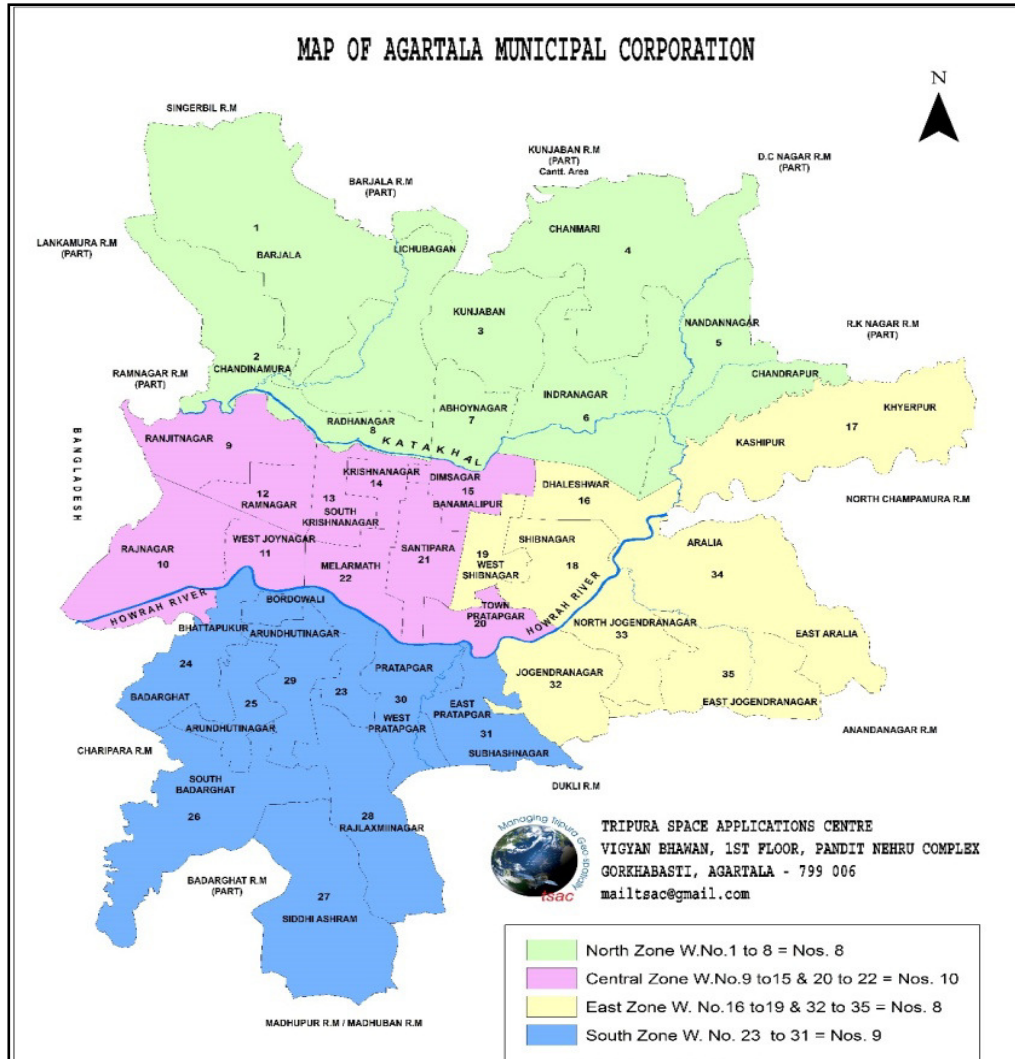 MAP OF AGARTALA MUNICIPAL CORPORATION
N
SINGERBIL R.M
KUNJABAN R.M
(PART)
Cantt. Area
D.C NAGAR R.M
(PART)
BARJALA R.M
(PART)
LANKAMURA R.M
(PART)
1
BARJALA
LICHUBAGAN
CHANMARI
4
KUNJABAN
3
NANDANNAGAR
5
R.K NAGAR R.M
(PART)
2
CHANDINAMURA
RAMNAGAR R.M
(PART)
CHANDRAPUR
INDRANAGAR
6
ABHOYNAGAR
7
RADHANAGAR
8
KATAKHAL
KHYERPUR
17
KASHIPUR
BANGLADESH
RANJITNAGAR
9
KRISHNANAGAR
14
DIMSAGAR
15
BANAMALIPUR
DHALESHWAR
16
NORTH CHAMPAMURA R.M
12
RAMNAGAR
13
SOUTH
KRISHNANAGAR
WEST JOYNAGAR
11
RAJNAGAR
10
MELARMATH
22
SANTIPARA
21
19
WEST
SHIBNAGAR
SHIBNAGAR
18
ARALIA
34
HOWRAH RIVER
TOWN
PRATAPGAR
20
HOWRAH RIVER
BORDOWALI
BHATTAPUKUR
ARUNDHUTINAGAR
NORTH JOGENDRANAGAR
33
EAST ARALIA
24
BADARGHAT
25
29
23
PRATAPGAR
30
WEST
PRATAPGAR
EAST
PRATAPGAR
31
SUBHASHNAGAR
JOGENDRANAGAR
32
35
EAST JOGENDRANAGAR
ARUNDHUTINAGAR
ANANDANAGAR R.M
CHARIPARA R.M
DUKLI R.M
SOUTH
BADARGHAT
26
28
RAJLAXMIINAGAR
BADARGHAT R.M
(PART)
27
SIDDHI ASHRAM
MADHUPUR R.M / MADHUBAN R.M
Managing Tripura Geo-spatially
tsac
TRIPURA SPACE APPLICATIONS CENTRE
VIGYAN BHAWAN, 1ST FLOOR, PANDIT NEHRU COMPLEX
GORKHABASTI, AGARTALA - 799 006
mailtsac@gmail.com
North Zone W.No.1 to 8 = Nos. 8
Central Zone W.No.9 to15 & 20 to 22 = Nos. 10
East Zone W. No.16 to19 & 32 to 35 = Nos. 8
South Zone W. No. 23 to 31 = Nos. 9